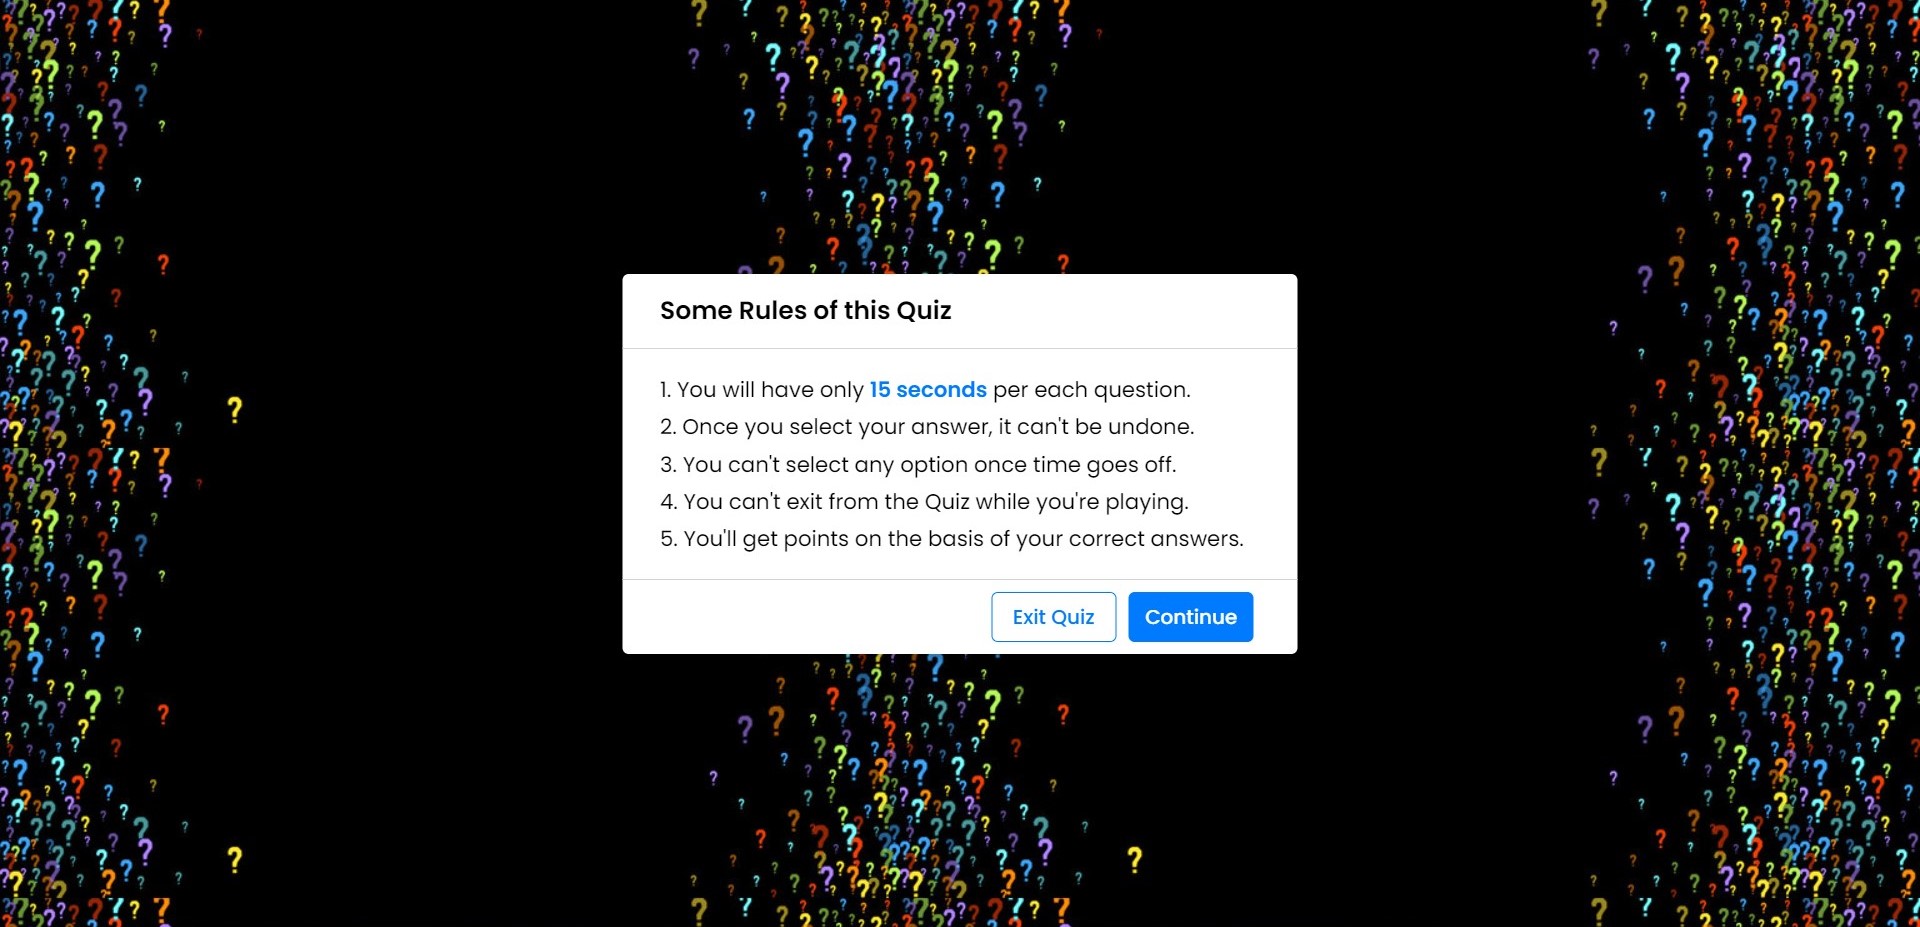 Some Rules of this Quiz
1. You will have only 15 seconds per each question.
2. Once you select your answer, it can't be undone.
3. You can't select any option once time goes off.
4. You can't exit from the Quiz while you're playing.
5. You'll get points on the basis of your correct answers.
Exit Quiz Continue